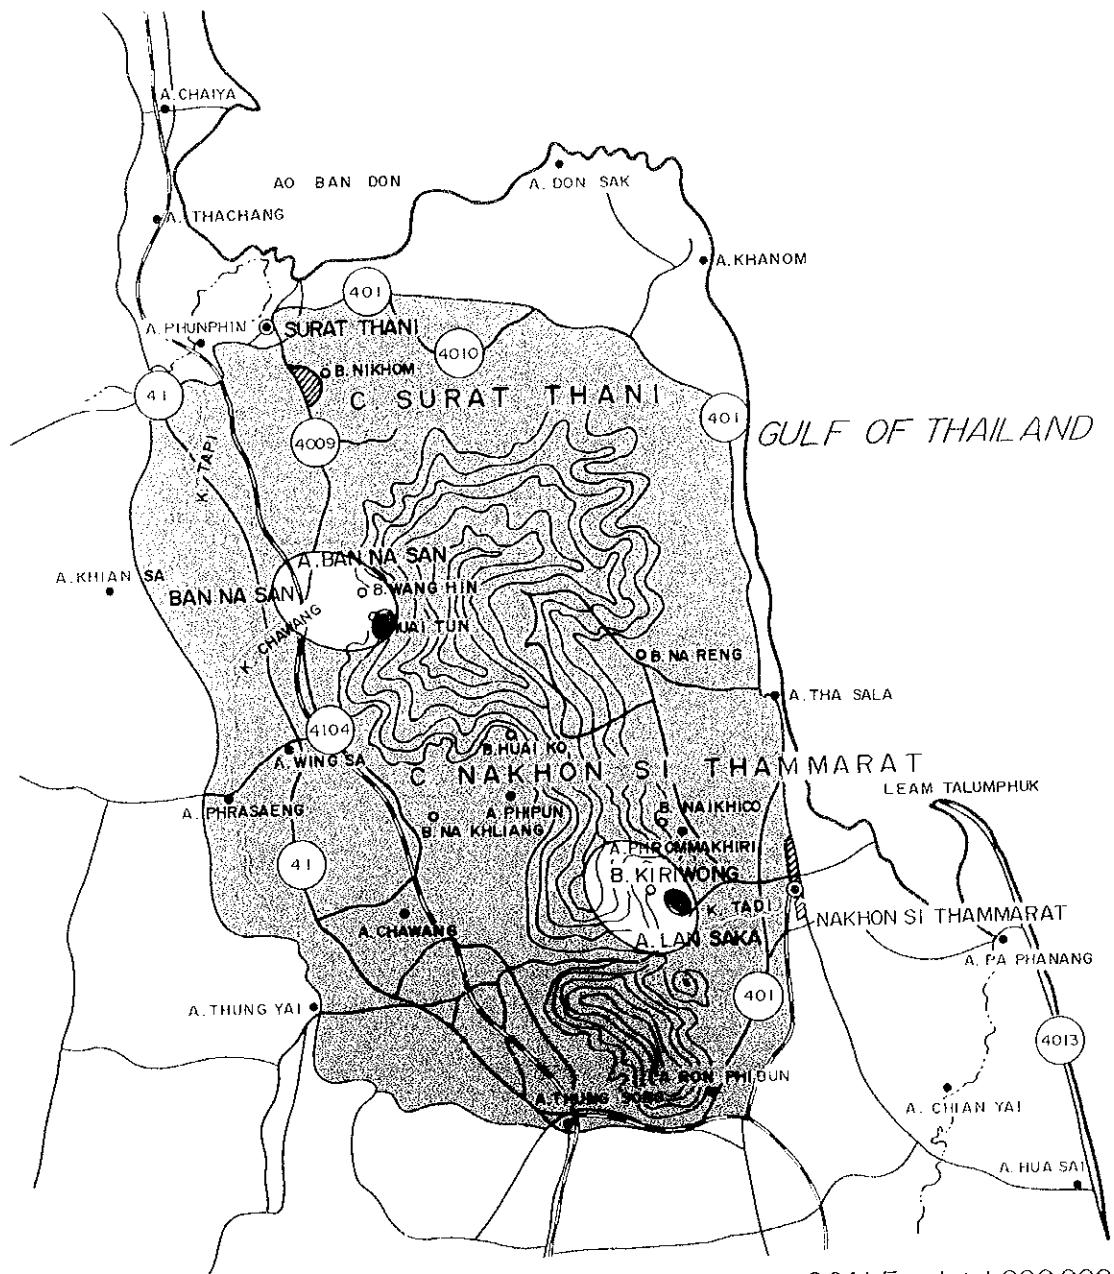 A. CHAIYA
AO BAN DON
A. DON SAK
A. THACHANG
A. KHANOM
401
A. PHUNPHIN
SURAT THANI
4010
B. NIKHOM
41
C. SURAT THANI
401
GULF OF THAILAND
4009
K. TAPI
A. BAN NA SAN
A. KHIAN SA
BAN NA SAN
B. WANG HIN
K. CHAWANG
HUAI TUN
B. NA RENG
A. THA SALA
4104
B. HUAI KO
A. WING SA
C. NAKHON SI THAMMARAT
LEAM TALUMPHUK
A. PHRASAENG
A. PHIPUN
B. NAIKHICO
B. NA KHLIANG
A. PHROMMAKHIRI
41
B. KIRIWONG
K. TADI
A. CHAWANG
NAKHON SI THAMMARAT
A. LAN SAKA
A. PA PHANANG
401
A. THUNG YAI
4013
A. RON PHIBUN
A. THUNG SONG
A. CHIAN YAI
A. HUA SAI